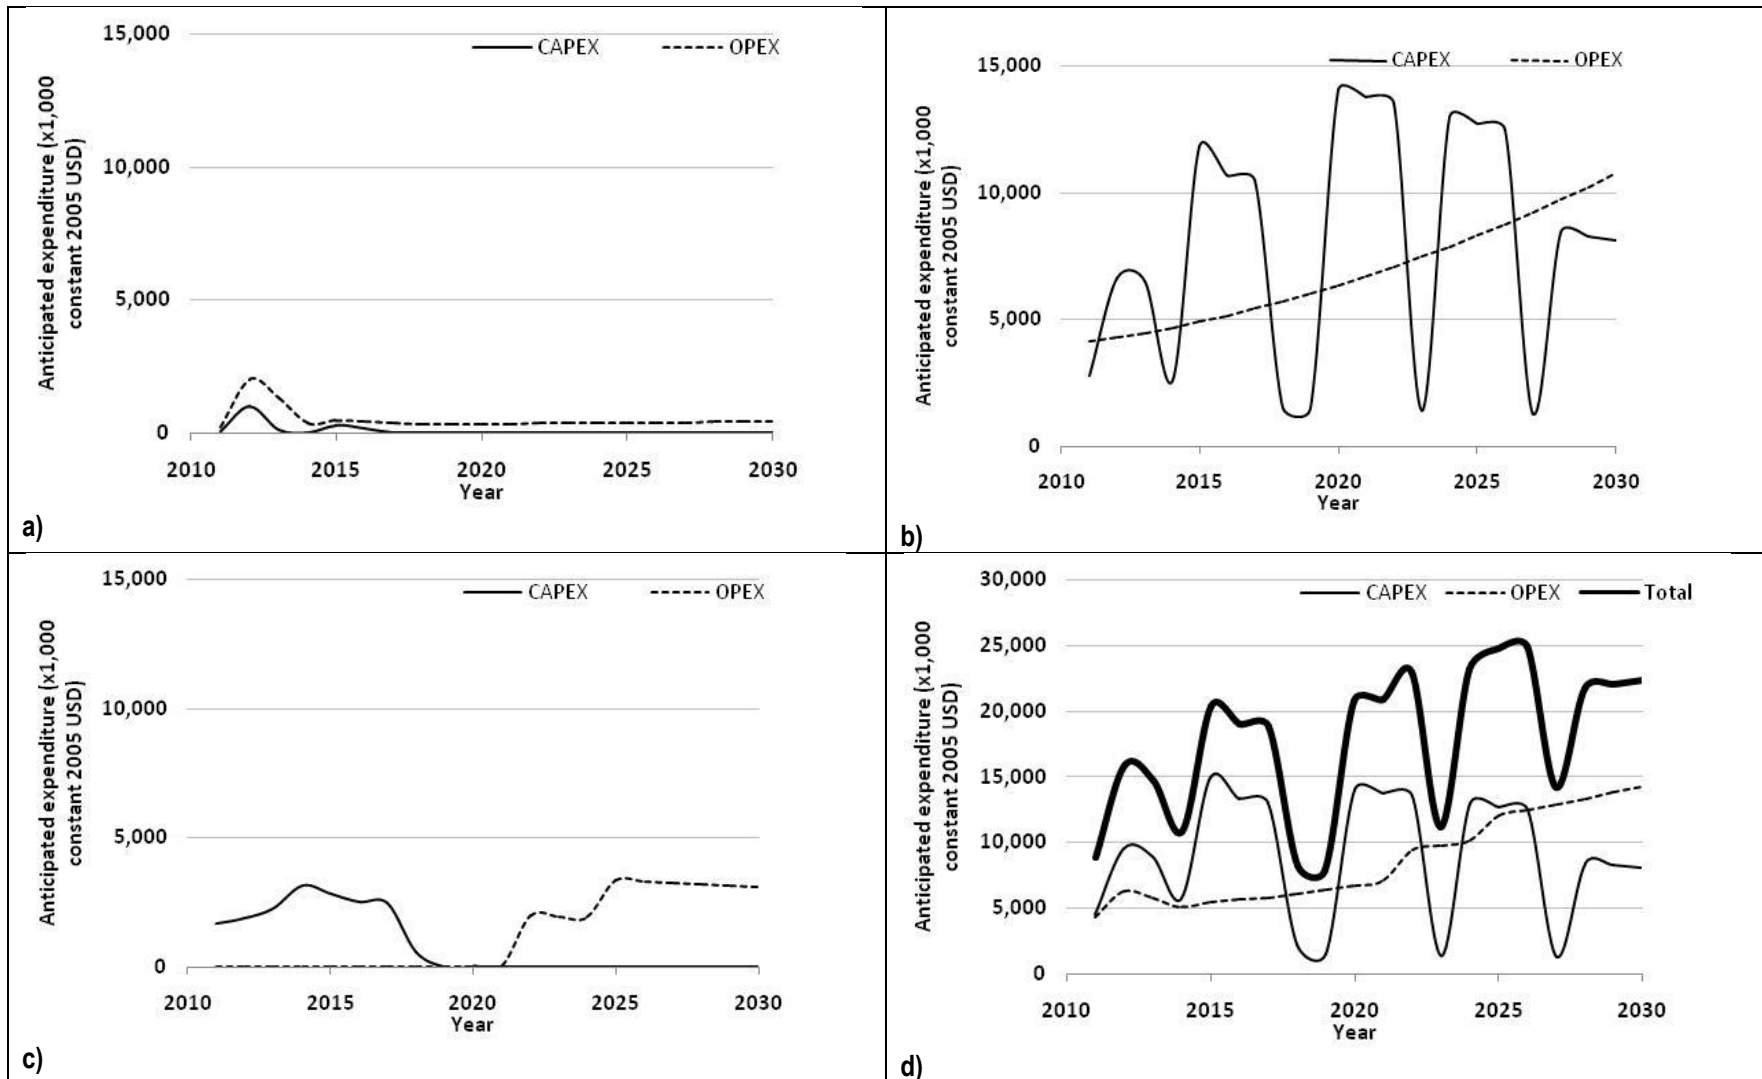 15,000
CAPEX OPEX
10,000
5,000
0
Anticipated expenditure (x1,000
constant 2005 USD)
2010 2015 2020 2025 2030
Year
a)
15,000
CAPEX OPEX
10,000
5,000
0
Anticipated expenditure (x1,000
constant 2005 USD)
2010 2015 2020 2025 2030
Year
b)
15,000
CAPEX OPEX
10,000
5,000
0
Anticipated expenditure (x1,000
constant 2005 USD)
2010 2015 2020 2025 2030
Year
c)
30,000
CAPEX OPEX Total
25,000
20,000
15,000
10,000
5,000
0
Anticipated expenditure (x1,000
constant 2005 USD)
2010 2015 2020 2025 2030
Year
d)